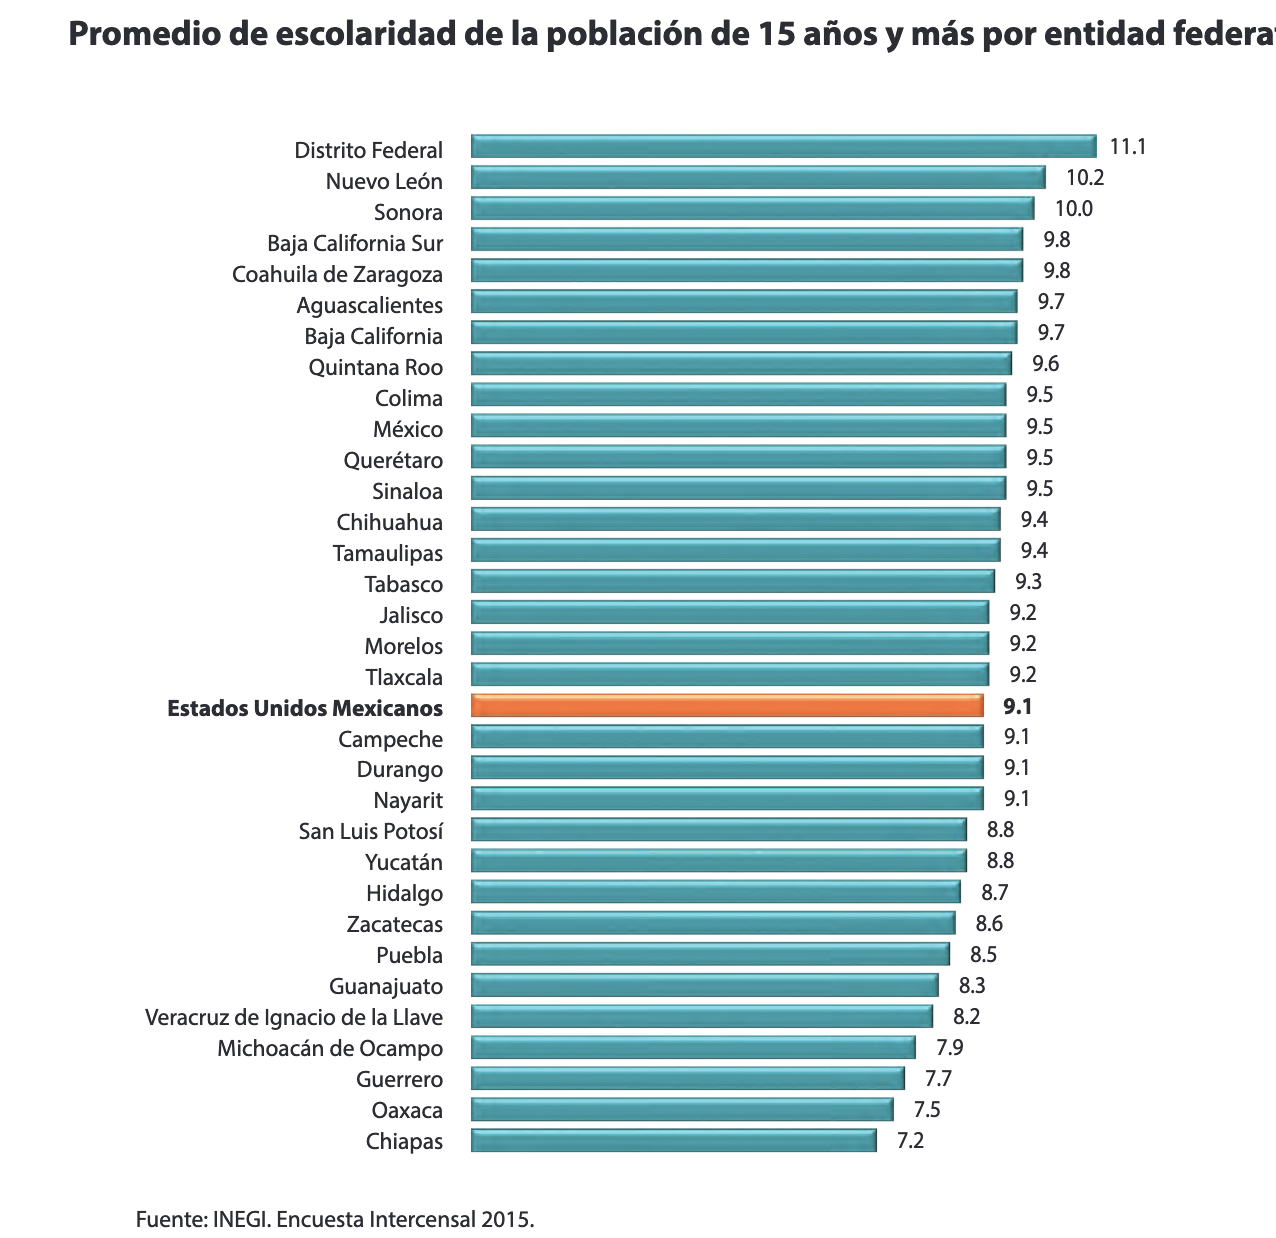 Promedio de escolaridad de la población de 15 años y más por entidad federat
Distrito Federal 11.1
Nuevo León 10.2
Sonora 10.0
Baja California Sur 9.8
Coahuila de Zaragoza 9.8
Aguascalientes 9.7
Baja California 9.7
Quintana Roo 9.6
Colima 9.5
México 9.5
Querétaro 9.5
Sinaloa 9.5
Chihuahua 9.4
Tamaulipas 9.4
Tabasco 9.3
Jalisco 9.2
Morelos 9.2
Tlaxcala 9.2
Estados Unidos Mexicanos 9.1
Campeche 9.1
Durango 9.1
Nayarit 9.1
San Luis Potosí 8.8
Yucatán 8.8
Hidalgo 8.7
Zacatecas 8.6
Puebla 8.5
Guanajuato 8.3
Veracruz de Ignacio de la Llave 8.2
Michoacán de Ocampo 7.9
Guerrero 7.7
Oaxaca 7.5
Chiapas 7.2
Fuente: INEGI. Encuesta Intercensal 2015.